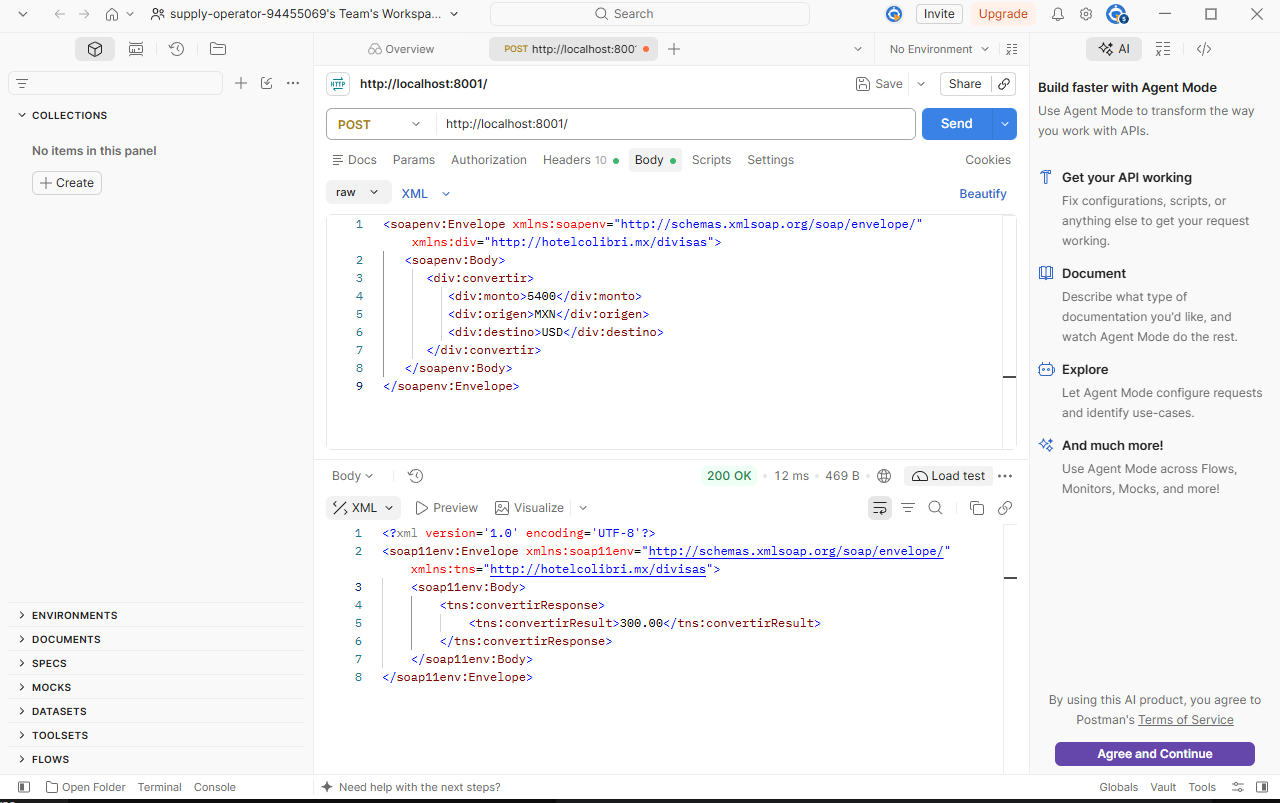 supply-operator-94455069's Team's Workspa...
Search
Invite
Upgrade
Overview
POST http://localhost:800
No Environment
AI
COLLECTIONS
No items in this panel
Create
ENVIRONMENTS
DOCUMENTS
SPECS
MOCKS
DATASETS
TOOLSETS
FLOWS
HTTP http://localhost:8001/
Save
Share
POST
http://localhost:8001/
Send
Docs
Params
Authorization
Headers 10
Body
Scripts
Settings
Cookies
raw
XML
Beautify
1 <soapenv:Envelope xmlns:soapenv="http://schemas.xmlsoap.org/soap/envelope/"
xmlns:div="http://hotelcolibri.mx/divisas">
2 <soapenv:Body>
3 <div:convertir>
4 <div:monto>5400</div:monto>
5 <div:origen>MXN</div:origen>
6 <div:destino>USD</div:destino>
7 </div:convertir>
8 </soapenv:Body>
9 </soapenv:Envelope>
Body
200 OK
12 ms
469 B
Load test
XML
Preview
Visualize
1 <?xml version='1.0' encoding='UTF-8'?>
2 <soap11env:Envelope xmlns:soap11env="http://schemas.xmlsoap.org/soap/envelope/"
xmlns:tns="http://hotelcolibri.mx/divisas">
3 <soap11env:Body>
4 <tns:convertirResponse>
5 <tns:convertirResult>300.00</tns:convertirResult>
6 </tns:convertirResponse>
7 </soap11env:Body>
8 </soap11env:Envelope>
Build faster with Agent Mode
Use Agent Mode to transform the way
you work with APIs.
Get your API working
Fix configurations, scripts, or
anything else to get your request
working.
Document
Describe what type of
documentation you'd like, and
watch Agent Mode do the rest.
Explore
Let Agent Mode configure requests
and identify use-cases.
And much more!
Use Agent Mode across Flows,
Monitors, Mocks, and more!
By using this AI product, you agree to
Postman's Terms of Service
Agree and Continue
Open Folder
Terminal
Console
Need help with the next steps?
Globals
Vault
Tools